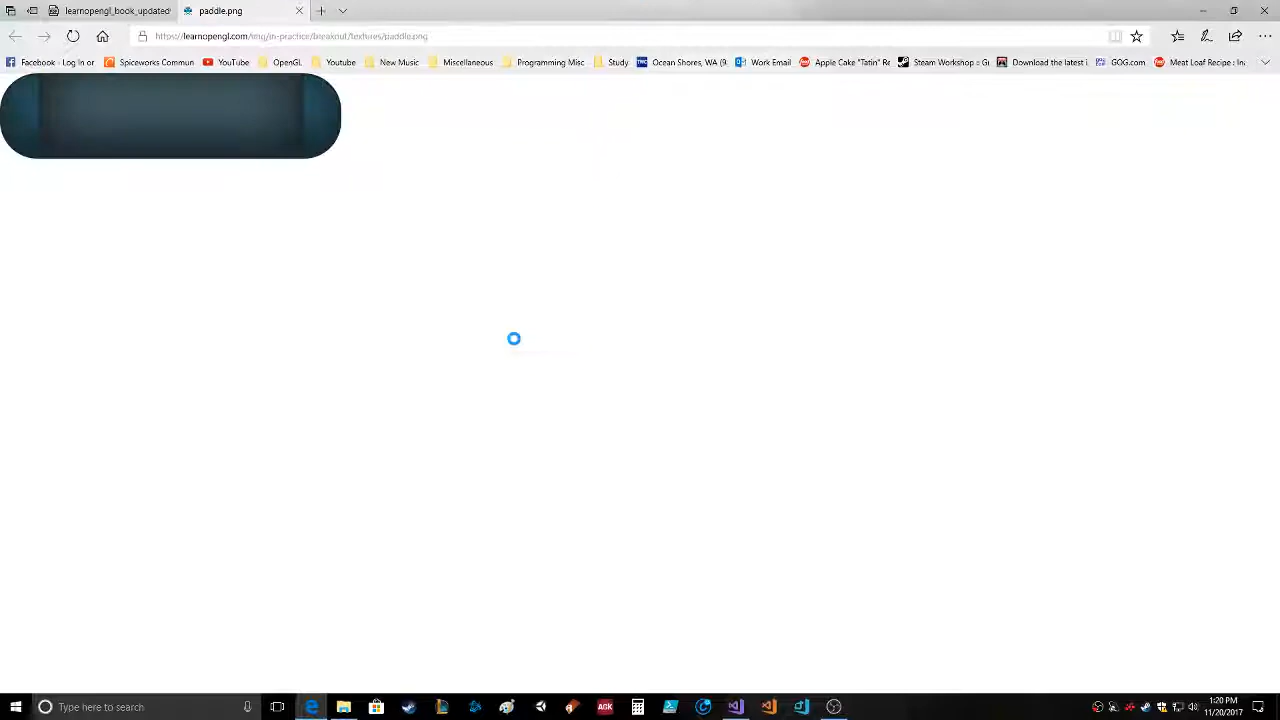 learnopengl_book_updated paddle.png
https://learnopengl.com/img/in-practice/breakout/textures/paddle.png
Facebook - Log In or Spiceworks Commun YouTube OpenGL Youtube New Music Miscellaneous Programming Misc Study Ocean Shores, WA (9 Work Email Apple Cake "Tatin" Re Steam Workshop :: G Download the latest i GOG.com Meat Loaf Recipe : In
Type here to search
AGK
1:20 PM
11/20/2017